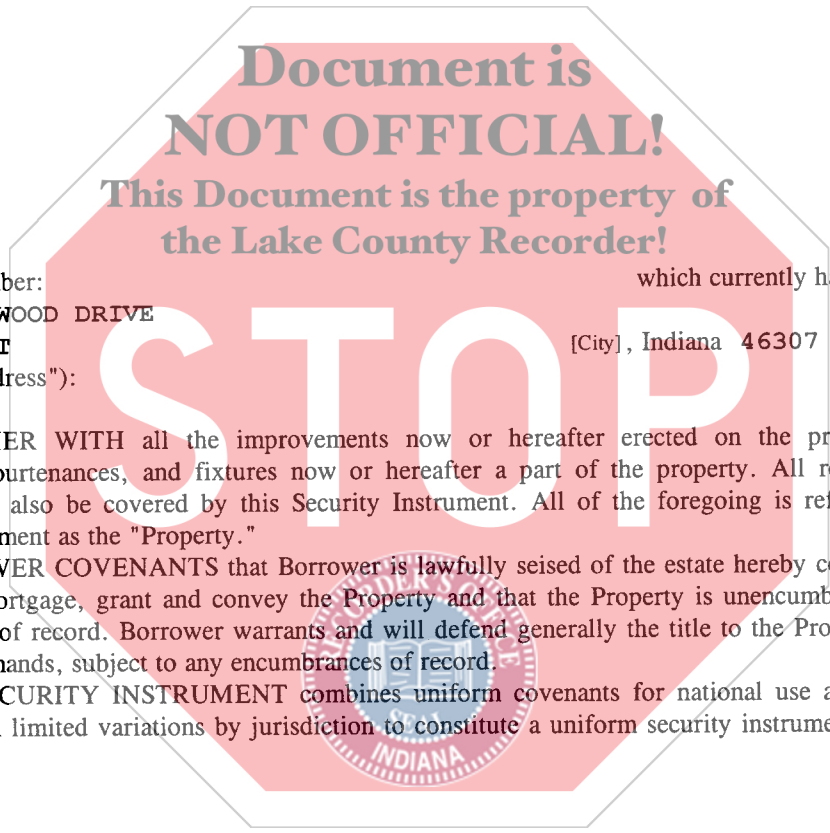 Document is
NOT OFFICIAL!
This Document is the property of
the Lake County Recorder!
ber: which currently h
WOOD DRIVE
[City], Indiana 46307
dress"):
STOP
ER WITH all the improvements now or hereafter erected on the pr
purtenances, and fixtures now or hereafter a part of the property. All r
also be covered by this Security Instrument. All of the foregoing is ref
ment as the "Property."
VER COVENANTS that Borrower is lawfully seised of the estate hereby c
ortgage, grant and convey the Property and that the Property is unencumb
of record. Borrower warrants and will defend generally the title to the Pro
mands, subject to any encumbrances of record.
CURITY INSTRUMENT combines uniform covenants for national use a
limited variations by jurisdiction to constitute a uniform security instrume
RECORDER'S OFFICE
SEAL
INDIANA